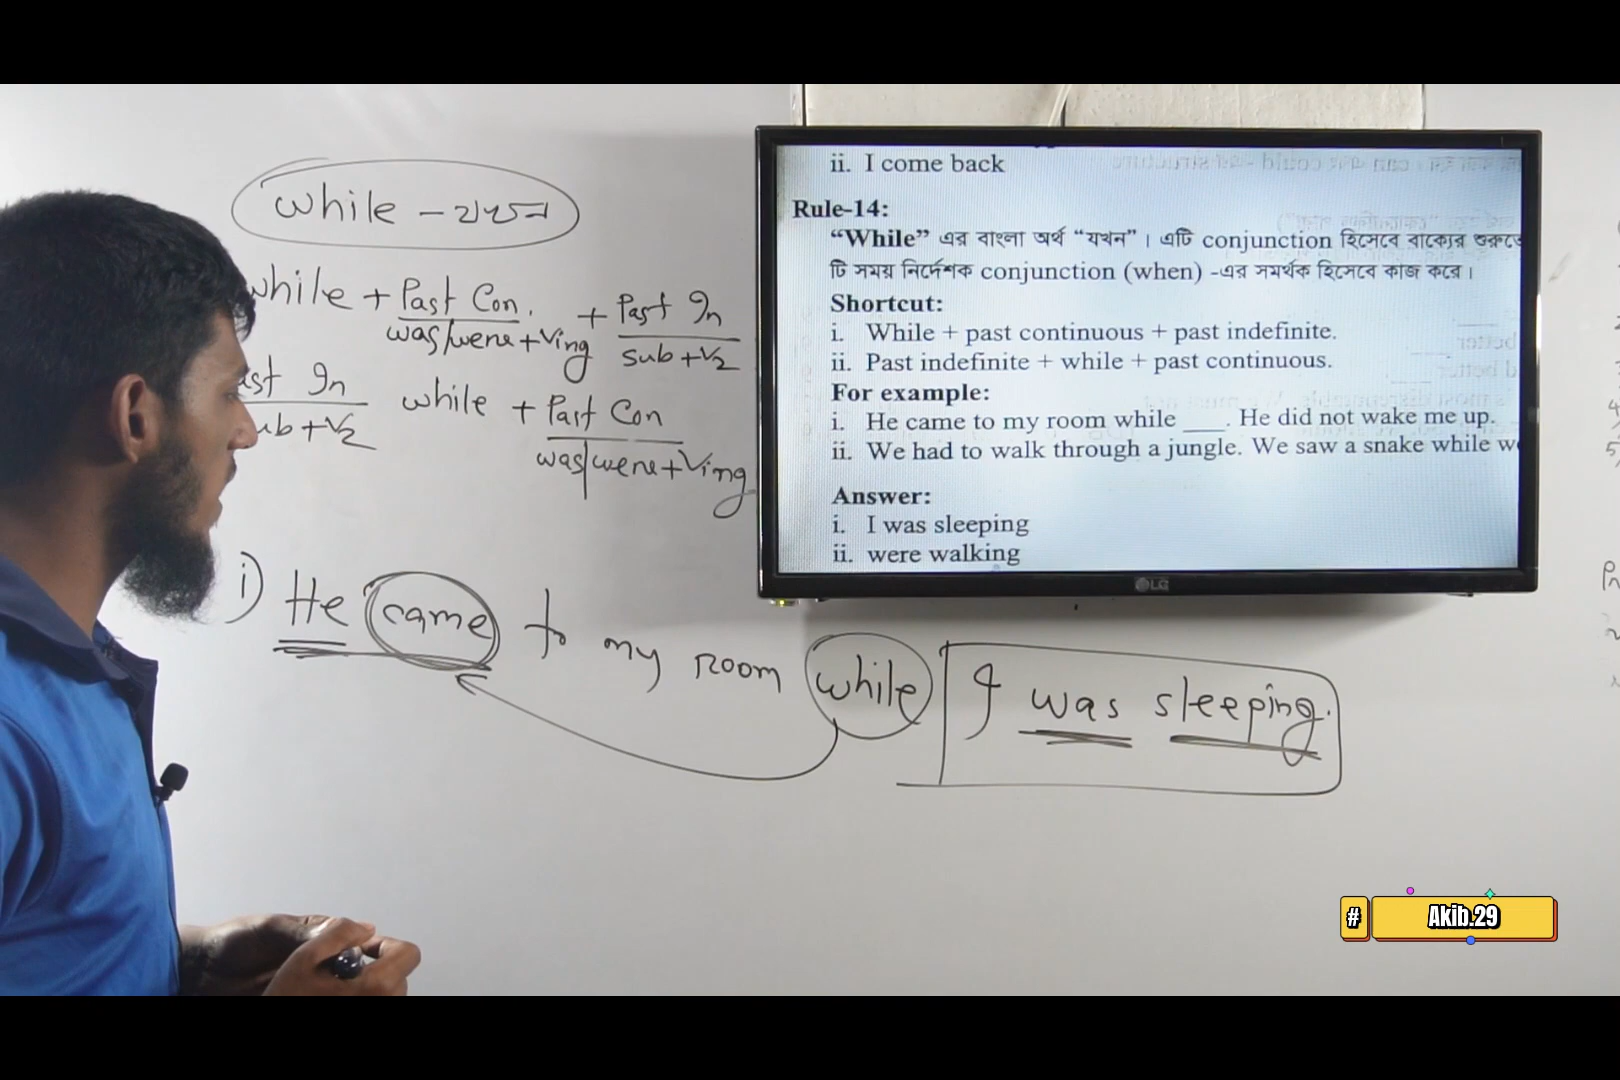 while - যখন
while + Past Con. + Past In
was/were + Ving
sub + V2
Past In while + Past Con
sub + V2
was/were + Ving
i) He came to my room while I was sleeping.
ii. I come back
Rule-14:
“While” এর বাংলা অর্থ “যখন”। এটি conjunction হিসেবে বাক্যের
টি সময় নির্দেশক conjunction (when) -এর সমর্থক হিসেবে কাজ করে।
Shortcut:
i. While + past continuous + past indefinite.
ii. Past indefinite + while + past continuous.
For example:
i. He came to my room while ___. He did not wake me up.
ii. We had to walk through a jungle. We saw a snake while w
Answer:
i. I was sleeping
ii. were walking
LG
# Akib.29